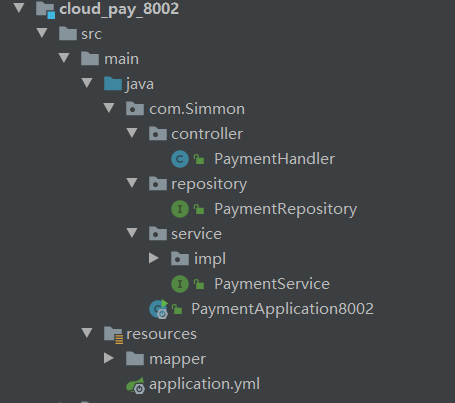 cloud_pay_8002
src
main
java
com.Simmon
controller
C PaymentHandler
repository
I PaymentRepository
service
impl
I PaymentService
PaymentApplication8002
resources
mapper
application.yml